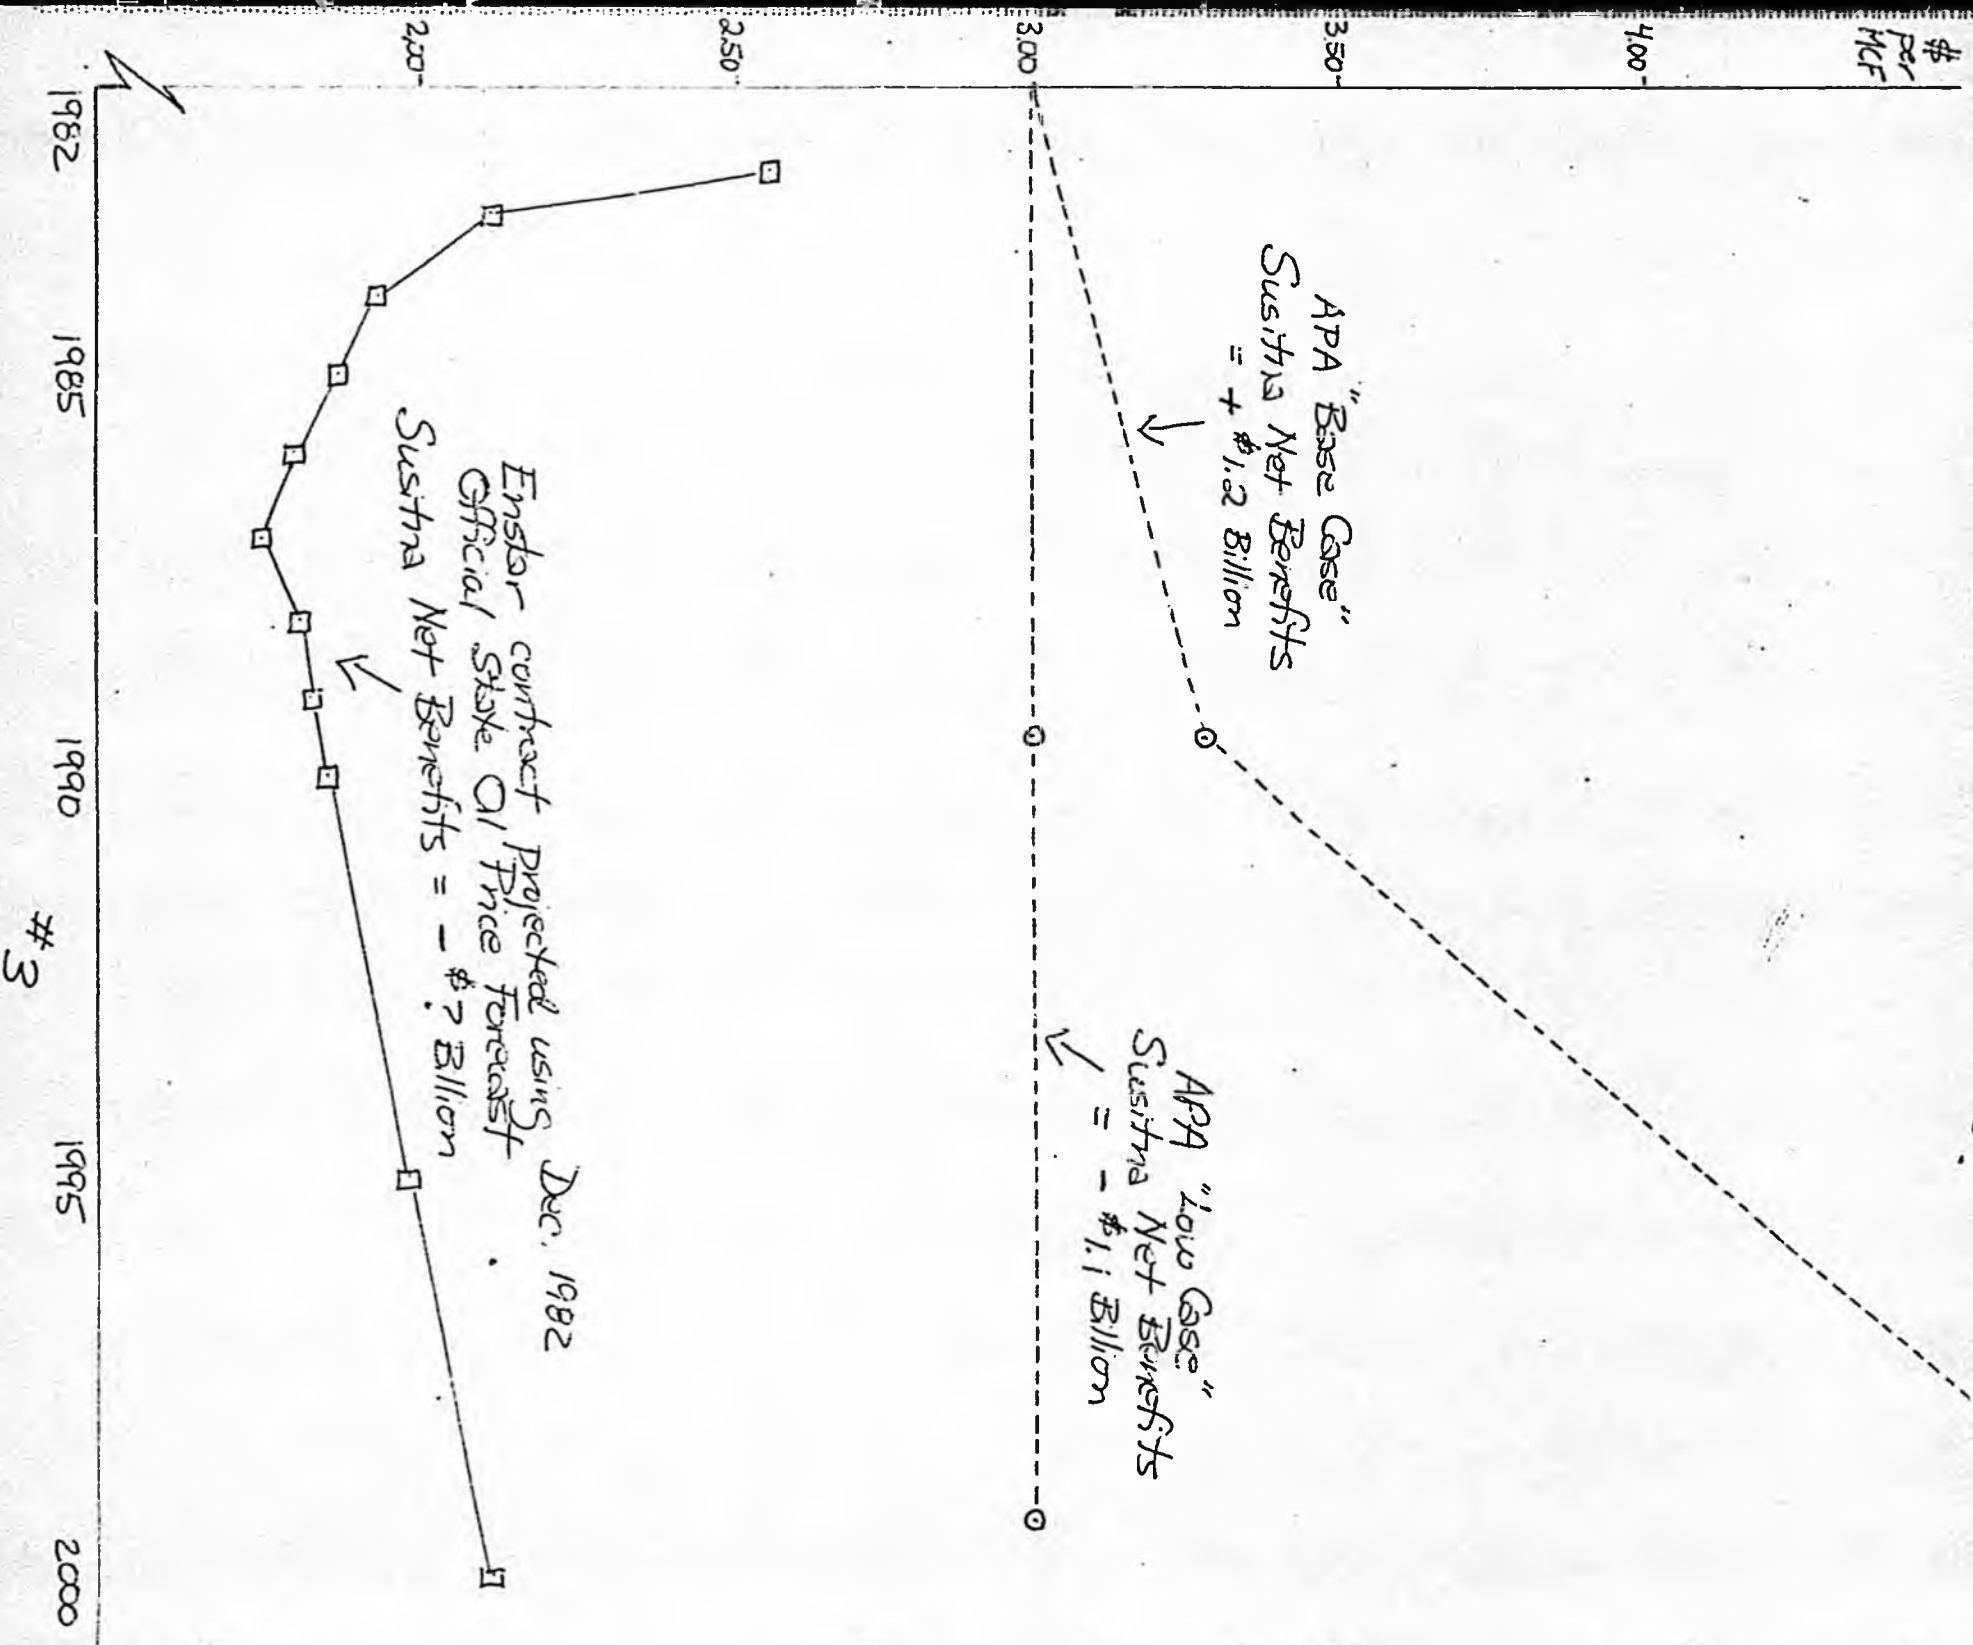 $
per
MCF
4.00
3.50
3.00
2.50
2.00
APA "Base Case"
Susitna Net Benefits
= + $1.2 Billion
APA "Low Case"
Susitna Net Benefits
= - $1.1 Billion
Enstar contract projected using Dec. 1982
Official State Oil Price Forecast
Susitna Net Benefits = - $? Billion
1982
1985
1990
1995
2000
#3